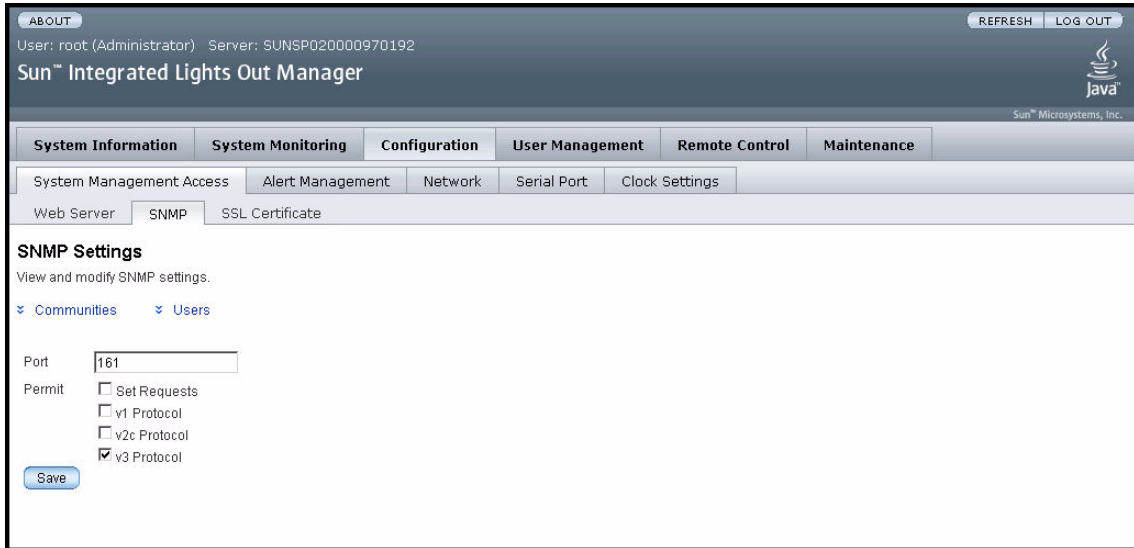 ABOUT
REFRESH LOG OUT
User: root (Administrator) Server: SUNSP020000970192
Sun™ Integrated Lights Out Manager
Java™
Sun™ Microsystems, Inc.
System Information System Monitoring Configuration User Management Remote Control Maintenance
System Management Access Alert Management Network Serial Port Clock Settings
Web Server SNMP SSL Certificate
SNMP Settings
View and modify SNMP settings.
Communities Users
Port 161
Permit Set Requests
v1 Protocol
v2c Protocol
v3 Protocol
Save